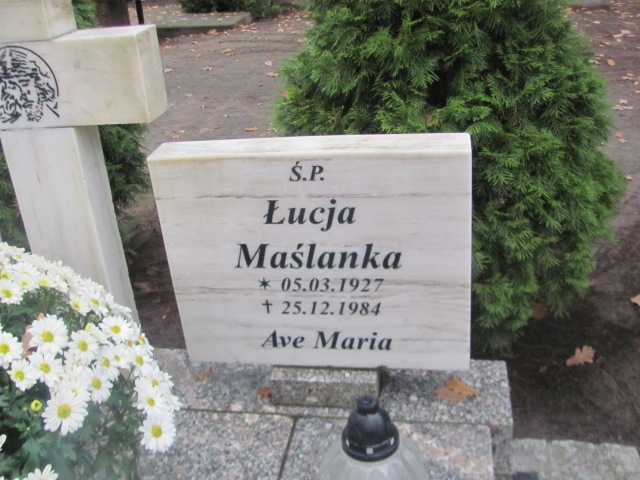 Ś.P.
Łucja
Maślanka
✶ 05.03.1927
✝ 25.12.1984
Ave Maria